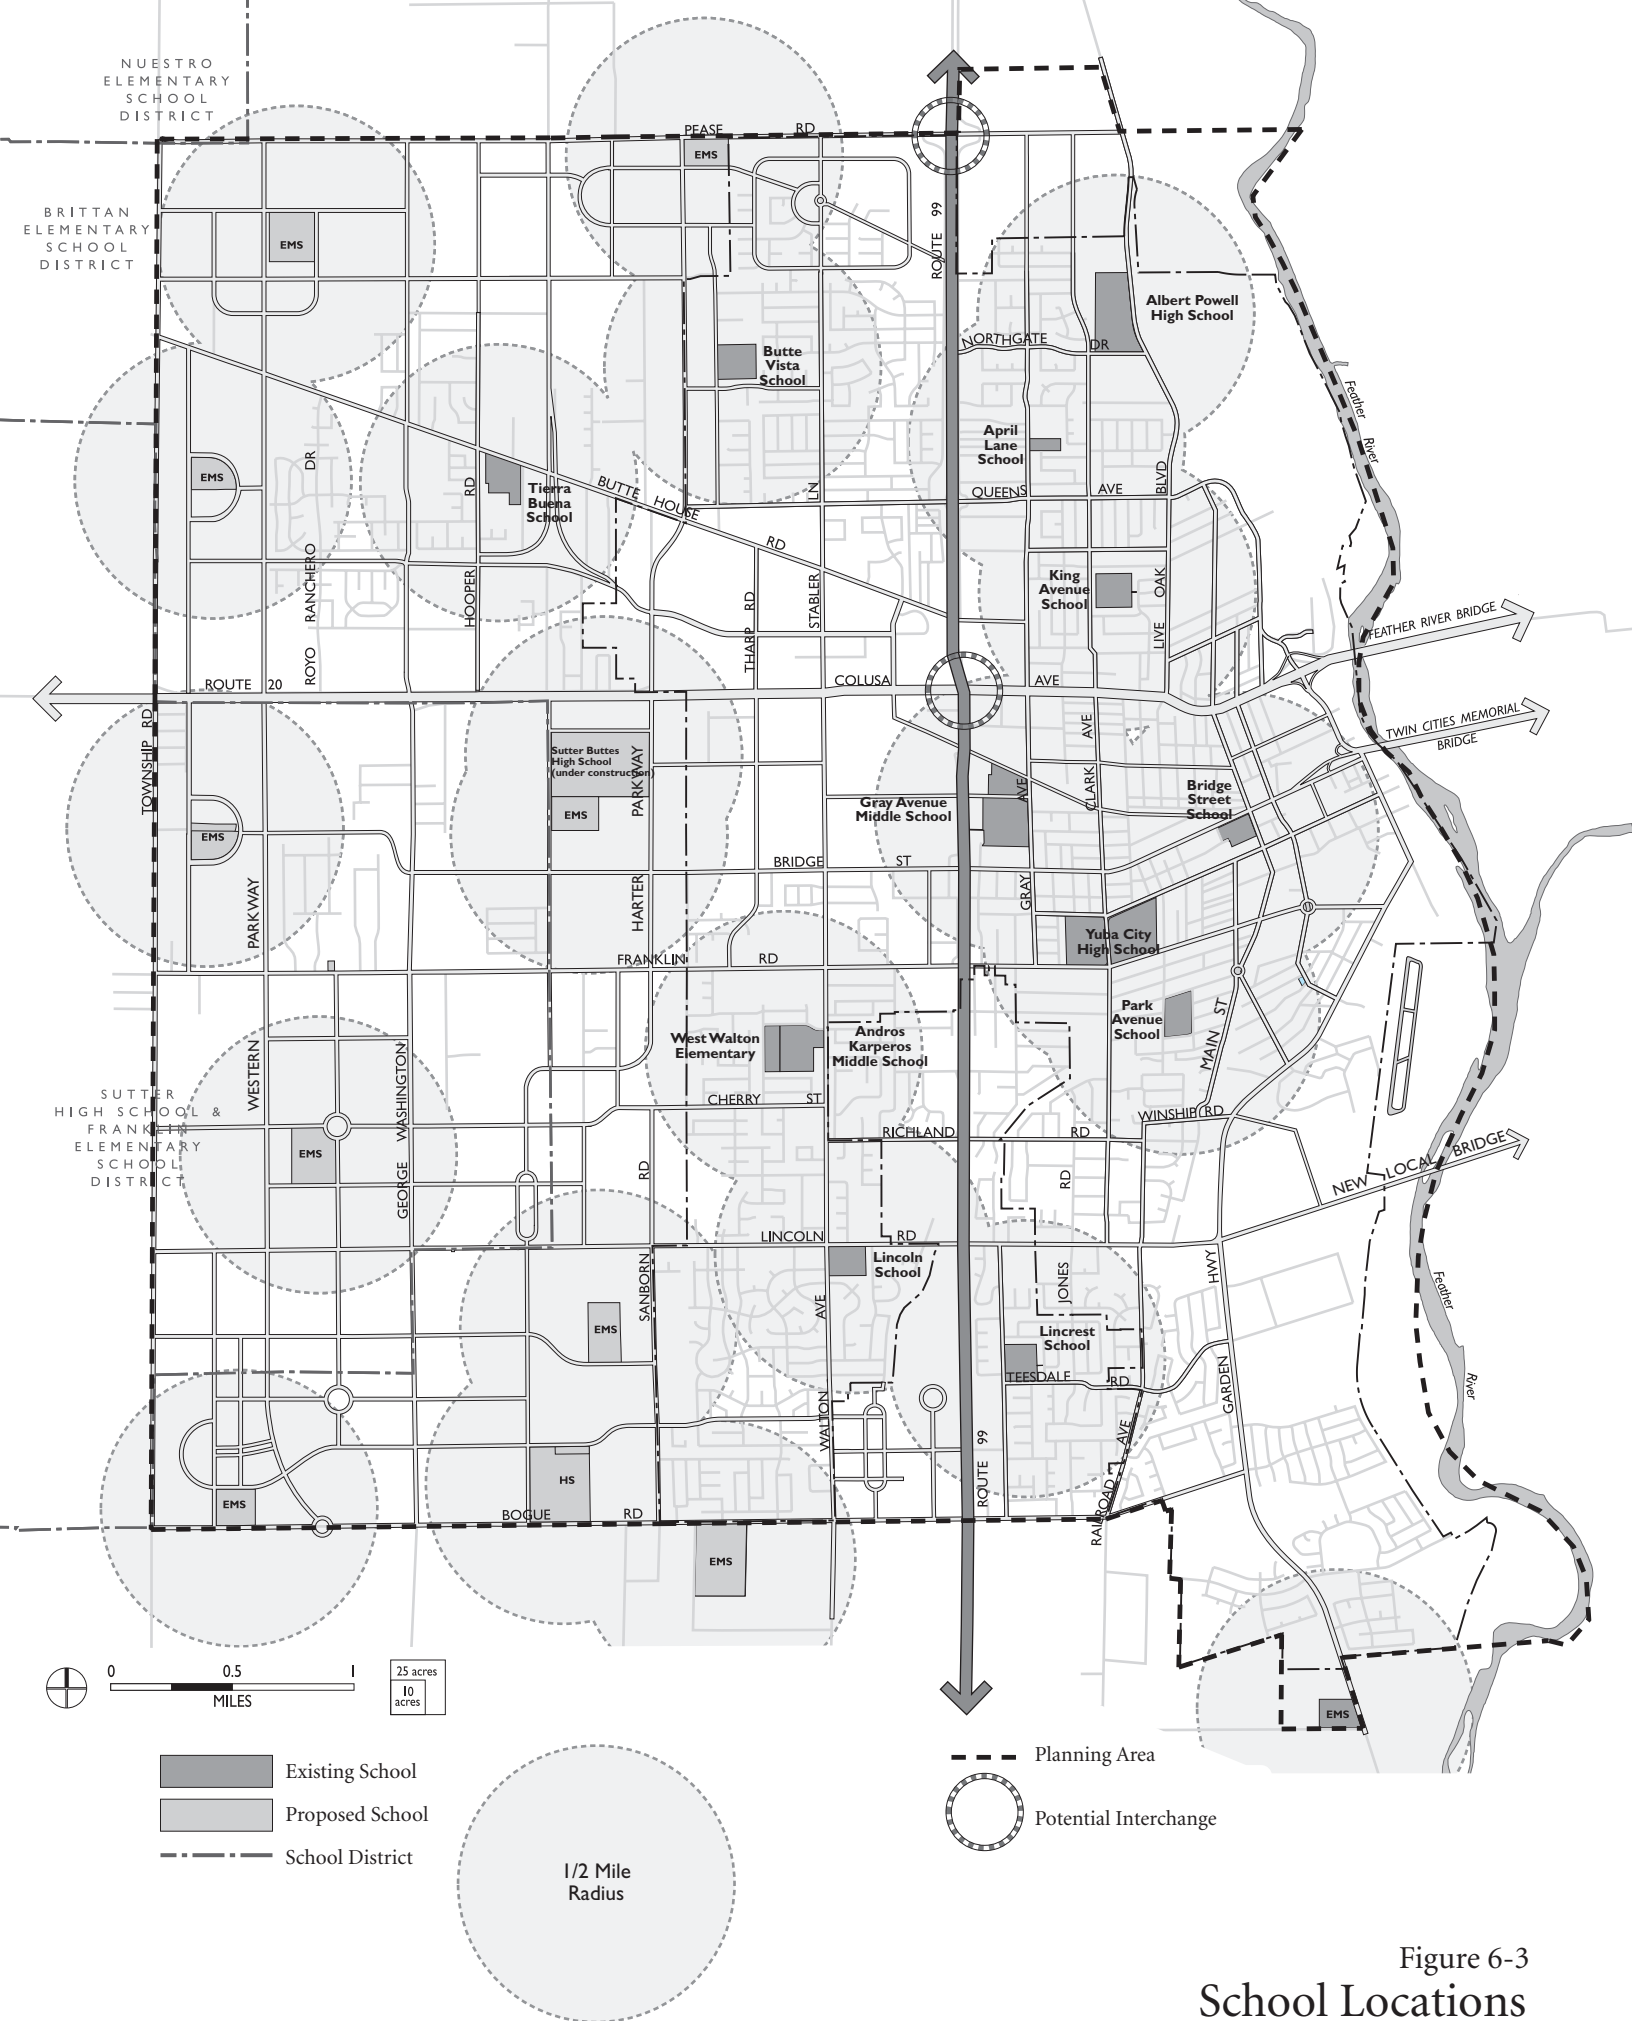 NUESTRO
ELEMENTARY
SCHOOL
DISTRICT
PEASE RD
EMS
BRITTAN
ELEMENTARY
SCHOOL
DISTRICT
EMS
ROUTE 99
Albert Powell
High School
NORTHGATE DR
Butte
Vista
School
Feather
River
April
Lane
School
EMS
DR
RD
Tierra
Buena
School
BUTTE HOUSE RD
LN
QUEENS AVE
BLVD
ROYO RANCHERO
HOOPER
THARP RD
STABLER
King
Avenue
School
OAK
LIVE
FEATHER RIVER BRIDGE
ROUTE 20
COLUSA AVE
TOWNSHIP RD
TWIN CITIES MEMORIAL
BRIDGE
Sutter Buttes
High School
(under construction)
PARKWAY
EMS
EMS
AVE
CLARK
AVE
Gray Avenue
Middle School
Bridge
Street
School
BRIDGE ST
PARKWAY
HARTER
GRAY
Yuba City
High School
FRANKLIN RD
Park
Avenue
School
MAIN ST
West Walton
Elementary
Andros
Karperos
Middle School
WESTERN
WASHINGTON
CHERRY ST
WINSHIP RD
SUTTER
HIGH SCHOOL &
FRANKLIN
ELEMENTARY
SCHOOL
DISTRICT
RICHLAND RD
EMS
GEORGE
RD
RD
NEW LOCAL BRIDGE
LINCOLN RD
Lincoln
School
SANBORN
AVE
JONES
HWY
Feather
River
EMS
Lincrest
School
TEESDALE RD
GARDEN
WALTON
ROUTE 99
AVE
RAILROAD
HS
EMS
BOGUE RD
EMS
EMS
0 0.5 1
MILES
25 acres
10
acres
Existing School
Proposed School
School District
1/2 Mile
Radius
Planning Area
Potential Interchange
Figure 6-3
School Locations